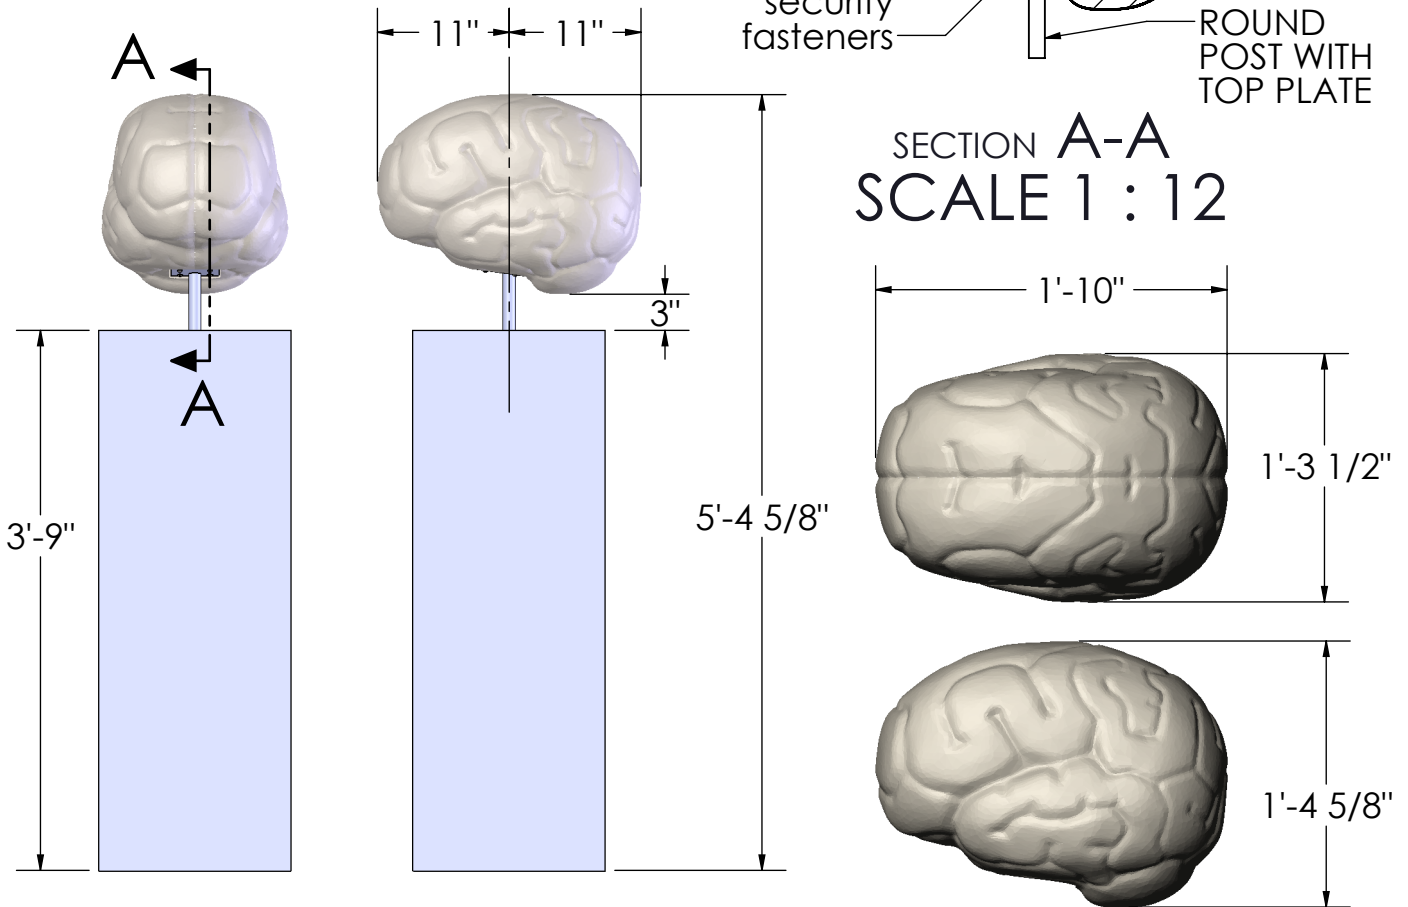 security
fasteners
ROUND
POST WITH
TOP PLATE
11" 11"
A
SECTION A-A
SCALE 1 : 12
1'-10"
3"
A
1'-3 1/2"
5'-4 5/8"
3'-9"
1'-4 5/8"